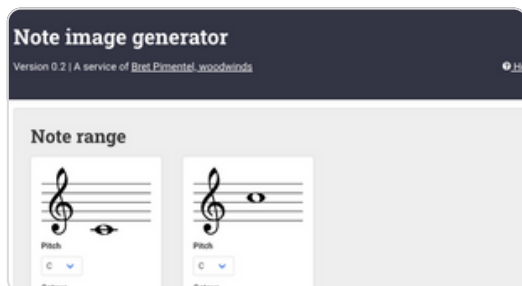 Note image generator
Version 0.2 | A service of Bret Pimentel, woodwinds
Note range
Pitch
Pitch
C
C